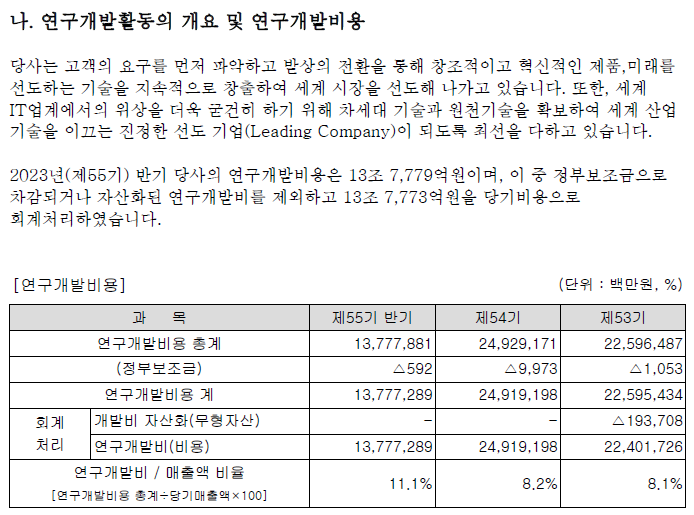 나. 연구개발활동의 개요 및 연구개발비용
당사는 고객의 요구를 먼저 파악하고 발상의 전환을 통해 창조적이고 혁신적인 제품,미래를
선도하는 기술을 지속적으로 창출하여 세계 시장을 선도해 나가고 있습니다. 또한, 세계
IT업계에서의 위상을 더욱 굳건히 하기 위해 차세대 기술과 원천기술을 확보하여 세계 산업
기술을 이끄는 진정한 선도 기업(Leading Company)이 되도록 최선을 다하고 있습니다.
2023년(제55기) 반기 당사의 연구개발비용은 13조 7,779억원이며, 이 중 정부보조금으로
차감되거나 자산화된 연구개발비를 제외하고 13조 7,773억원을 당기비용으로
회계처리하였습니다.
[연구개발비용] (단위 : 백만원, %)
과 목 제55기 반기 제54기 제53기
연구개발비용 총계 13,777,881 24,929,171 22,596,487
(정부보조금) △592 △9,973 △1,053
연구개발비용 계 13,777,289 24,919,198 22,595,434
회계
처리
개발비 자산화(무형자산) - - △193,708
연구개발비(비용) 13,777,289 24,919,198 22,401,726
연구개발비 / 매출액 비율
[연구개발비용 총계÷당기매출액×100]
11.1% 8.2% 8.1%